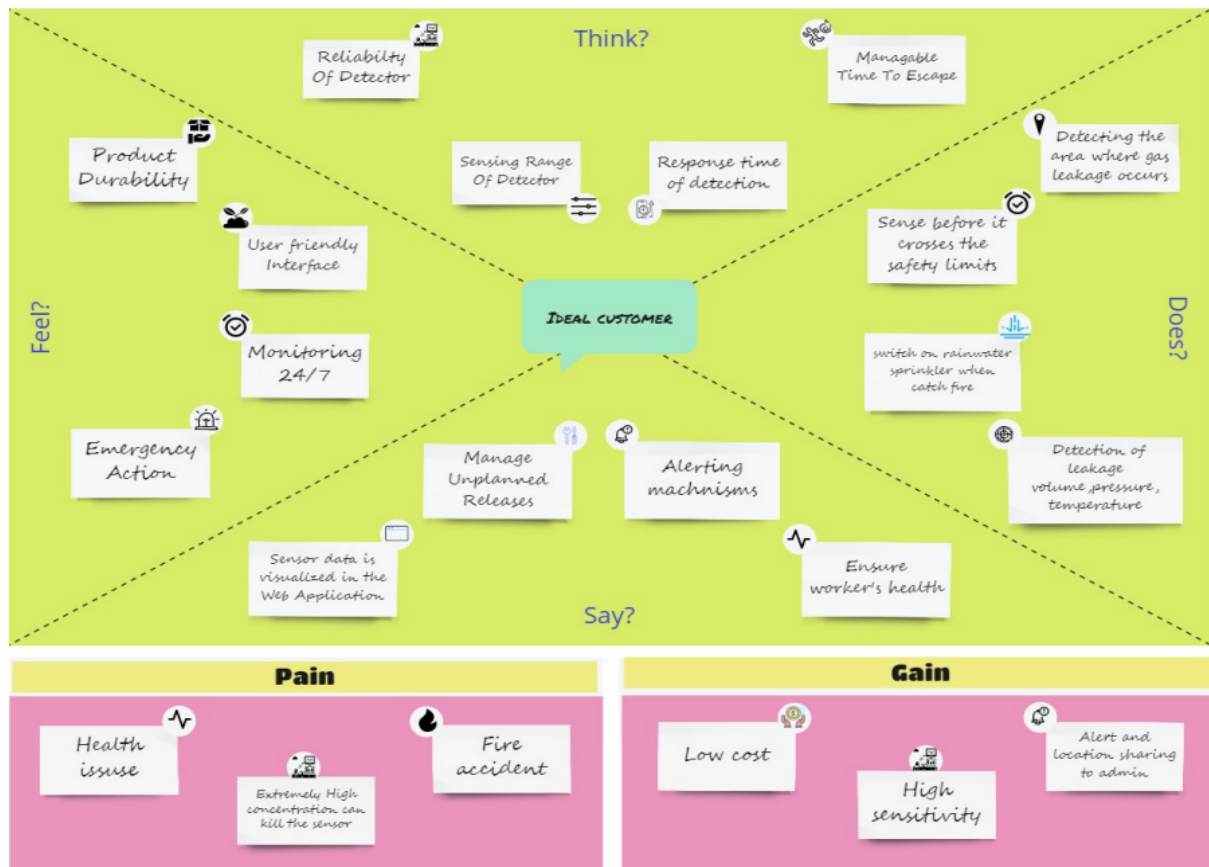 Think?
Reliabilty
Of Detector
Managable
Time To Escape
Sensing Range
Of Detector
Response time
of detection
Feel?
Product
Durability
User friendly
Interface
Monitoring
24/7
Emergency
Action
IDEAL CUSTOMER
Does?
Detecting the
area where gas
leakage occurs
Sense before it
crosses the
safety limits
switch on rainwater
sprinkler when
catch fire
Detection of
leakage
volume,pressure,
temperature
Manage
Unplanned
Releases
Alerting
machnisms
Sensor data is
visualized in the
Web Application
Ensure
worker's health
Say?
Pain
Health
issuse
Extremely High
concentration can
kill the sensor
Fire
accident
Gain
Low cost
High
sensitivity
Alert and
location sharing
to admin